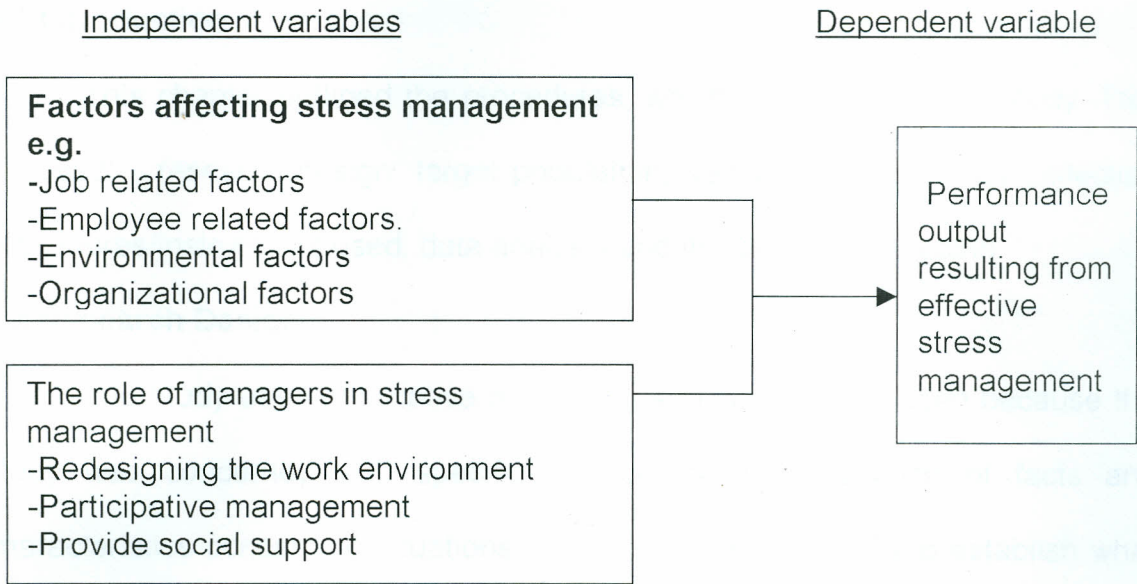 Independent variables
Dependent variable
Factors affecting stress management
e.g.
-Job related factors
-Employee related factors.
-Environmental factors
-Organizational factors
The role of managers in stress
management
-Redesigning the work environment
-Participative management
-Provide social support
Performance
output
resulting from
effective
stress
management